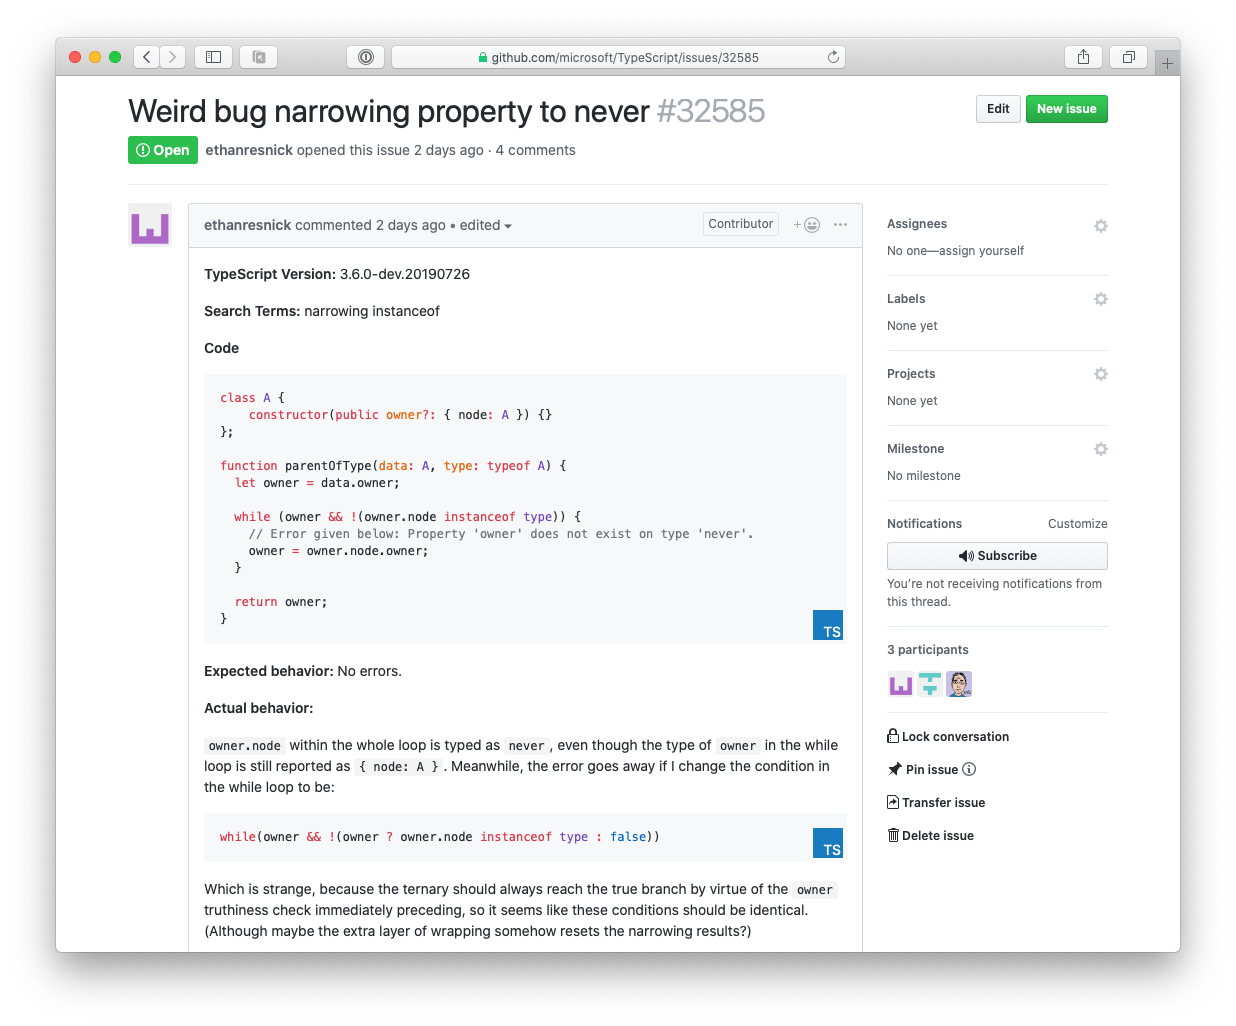 github.com/microsoft/TypeScript/issues/32585
Weird bug narrowing property to never #32585
Edit
New issue
Open
ethanresnick opened this issue 2 days ago · 4 comments
ethanresnick commented 2 days ago • edited
Contributor
TypeScript Version: 3.6.0-dev.20190726
Search Terms: narrowing instanceof
Code
class A {
    constructor(public owner?: { node: A }) {}
};
function parentOfType(data: A, type: typeof A) {
  let owner = data.owner;
  while (owner && !(owner.node instanceof type)) {
    // Error given below: Property 'owner' does not exist on type 'never'.
    owner = owner.node.owner;
  }
  return owner;
}
TS
Expected behavior: No errors.
Actual behavior:
owner.node within the whole loop is typed as never, even though the type of owner in the while
loop is still reported as { node: A }. Meanwhile, the error goes away if I change the condition in
the while loop to be:
while(owner && !(owner ? owner.node instanceof type : false))
TS
Which is strange, because the ternary should always reach the true branch by virtue of the owner
truthiness check immediately preceding, so it seems like these conditions should be identical.
(Although maybe the extra layer of wrapping somehow resets the narrowing results?)
Assignees
No one—assign yourself
Labels
None yet
Projects
None yet
Milestone
No milestone
Notifications
Customize
Subscribe
You’re not receiving notifications from
this thread.
3 participants
Lock conversation
Pin issue
Transfer issue
Delete issue